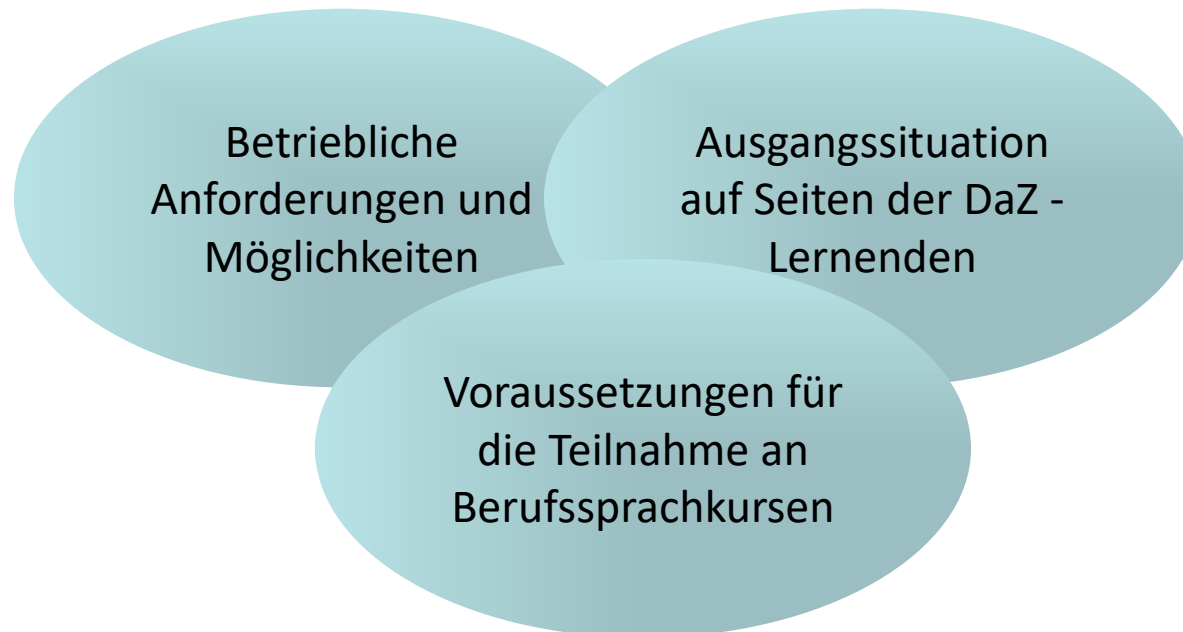 Betriebliche
Anforderungen und
Möglichkeiten
Ausgangssituation
auf Seiten der DaZ -
Lernenden
Voraussetzungen für
die Teilnahme an
Berufssprachkursen